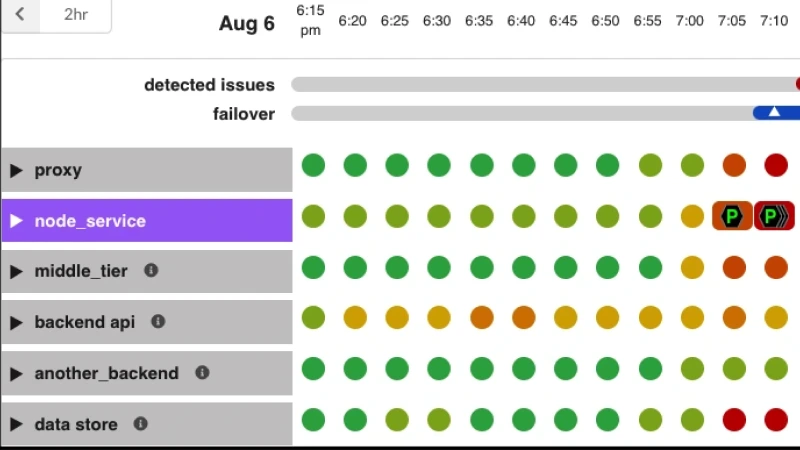 2hr
Aug 6
6:15 pm 6:20 6:25 6:30 6:35 6:40 6:45 6:50 6:55 7:00 7:05 7:10
detected issues
failover
proxy
node_service P P
middle_tier i
backend api i
another_backend i
data store i